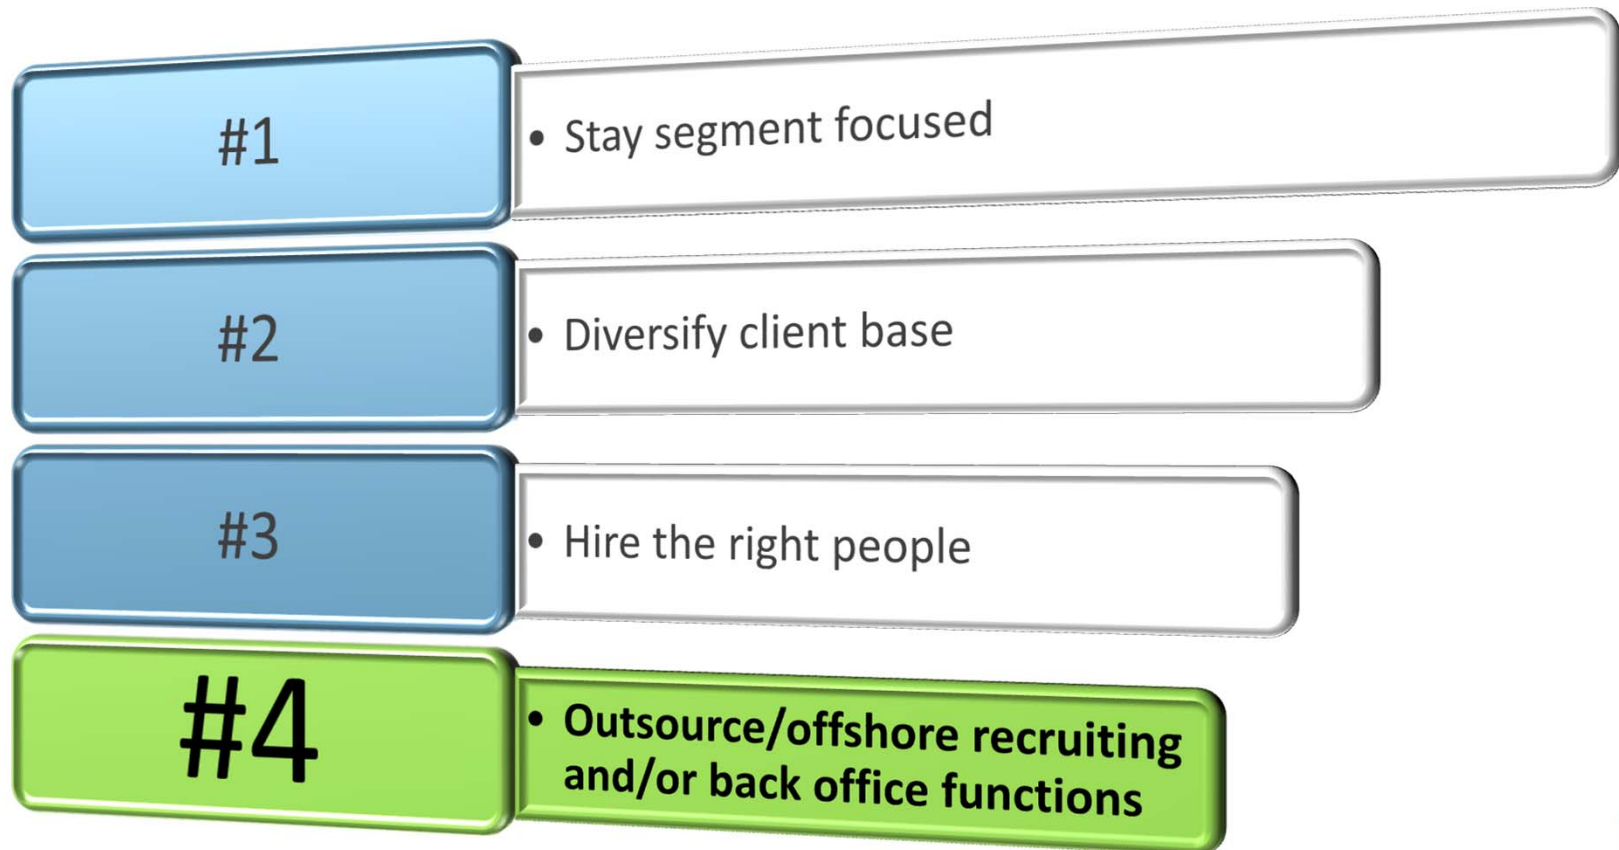 #1
• Stay segment focused
#2
• Diversify client base
#3
• Hire the right people
#4
• Outsource/offshore recruiting
and/or back office functions